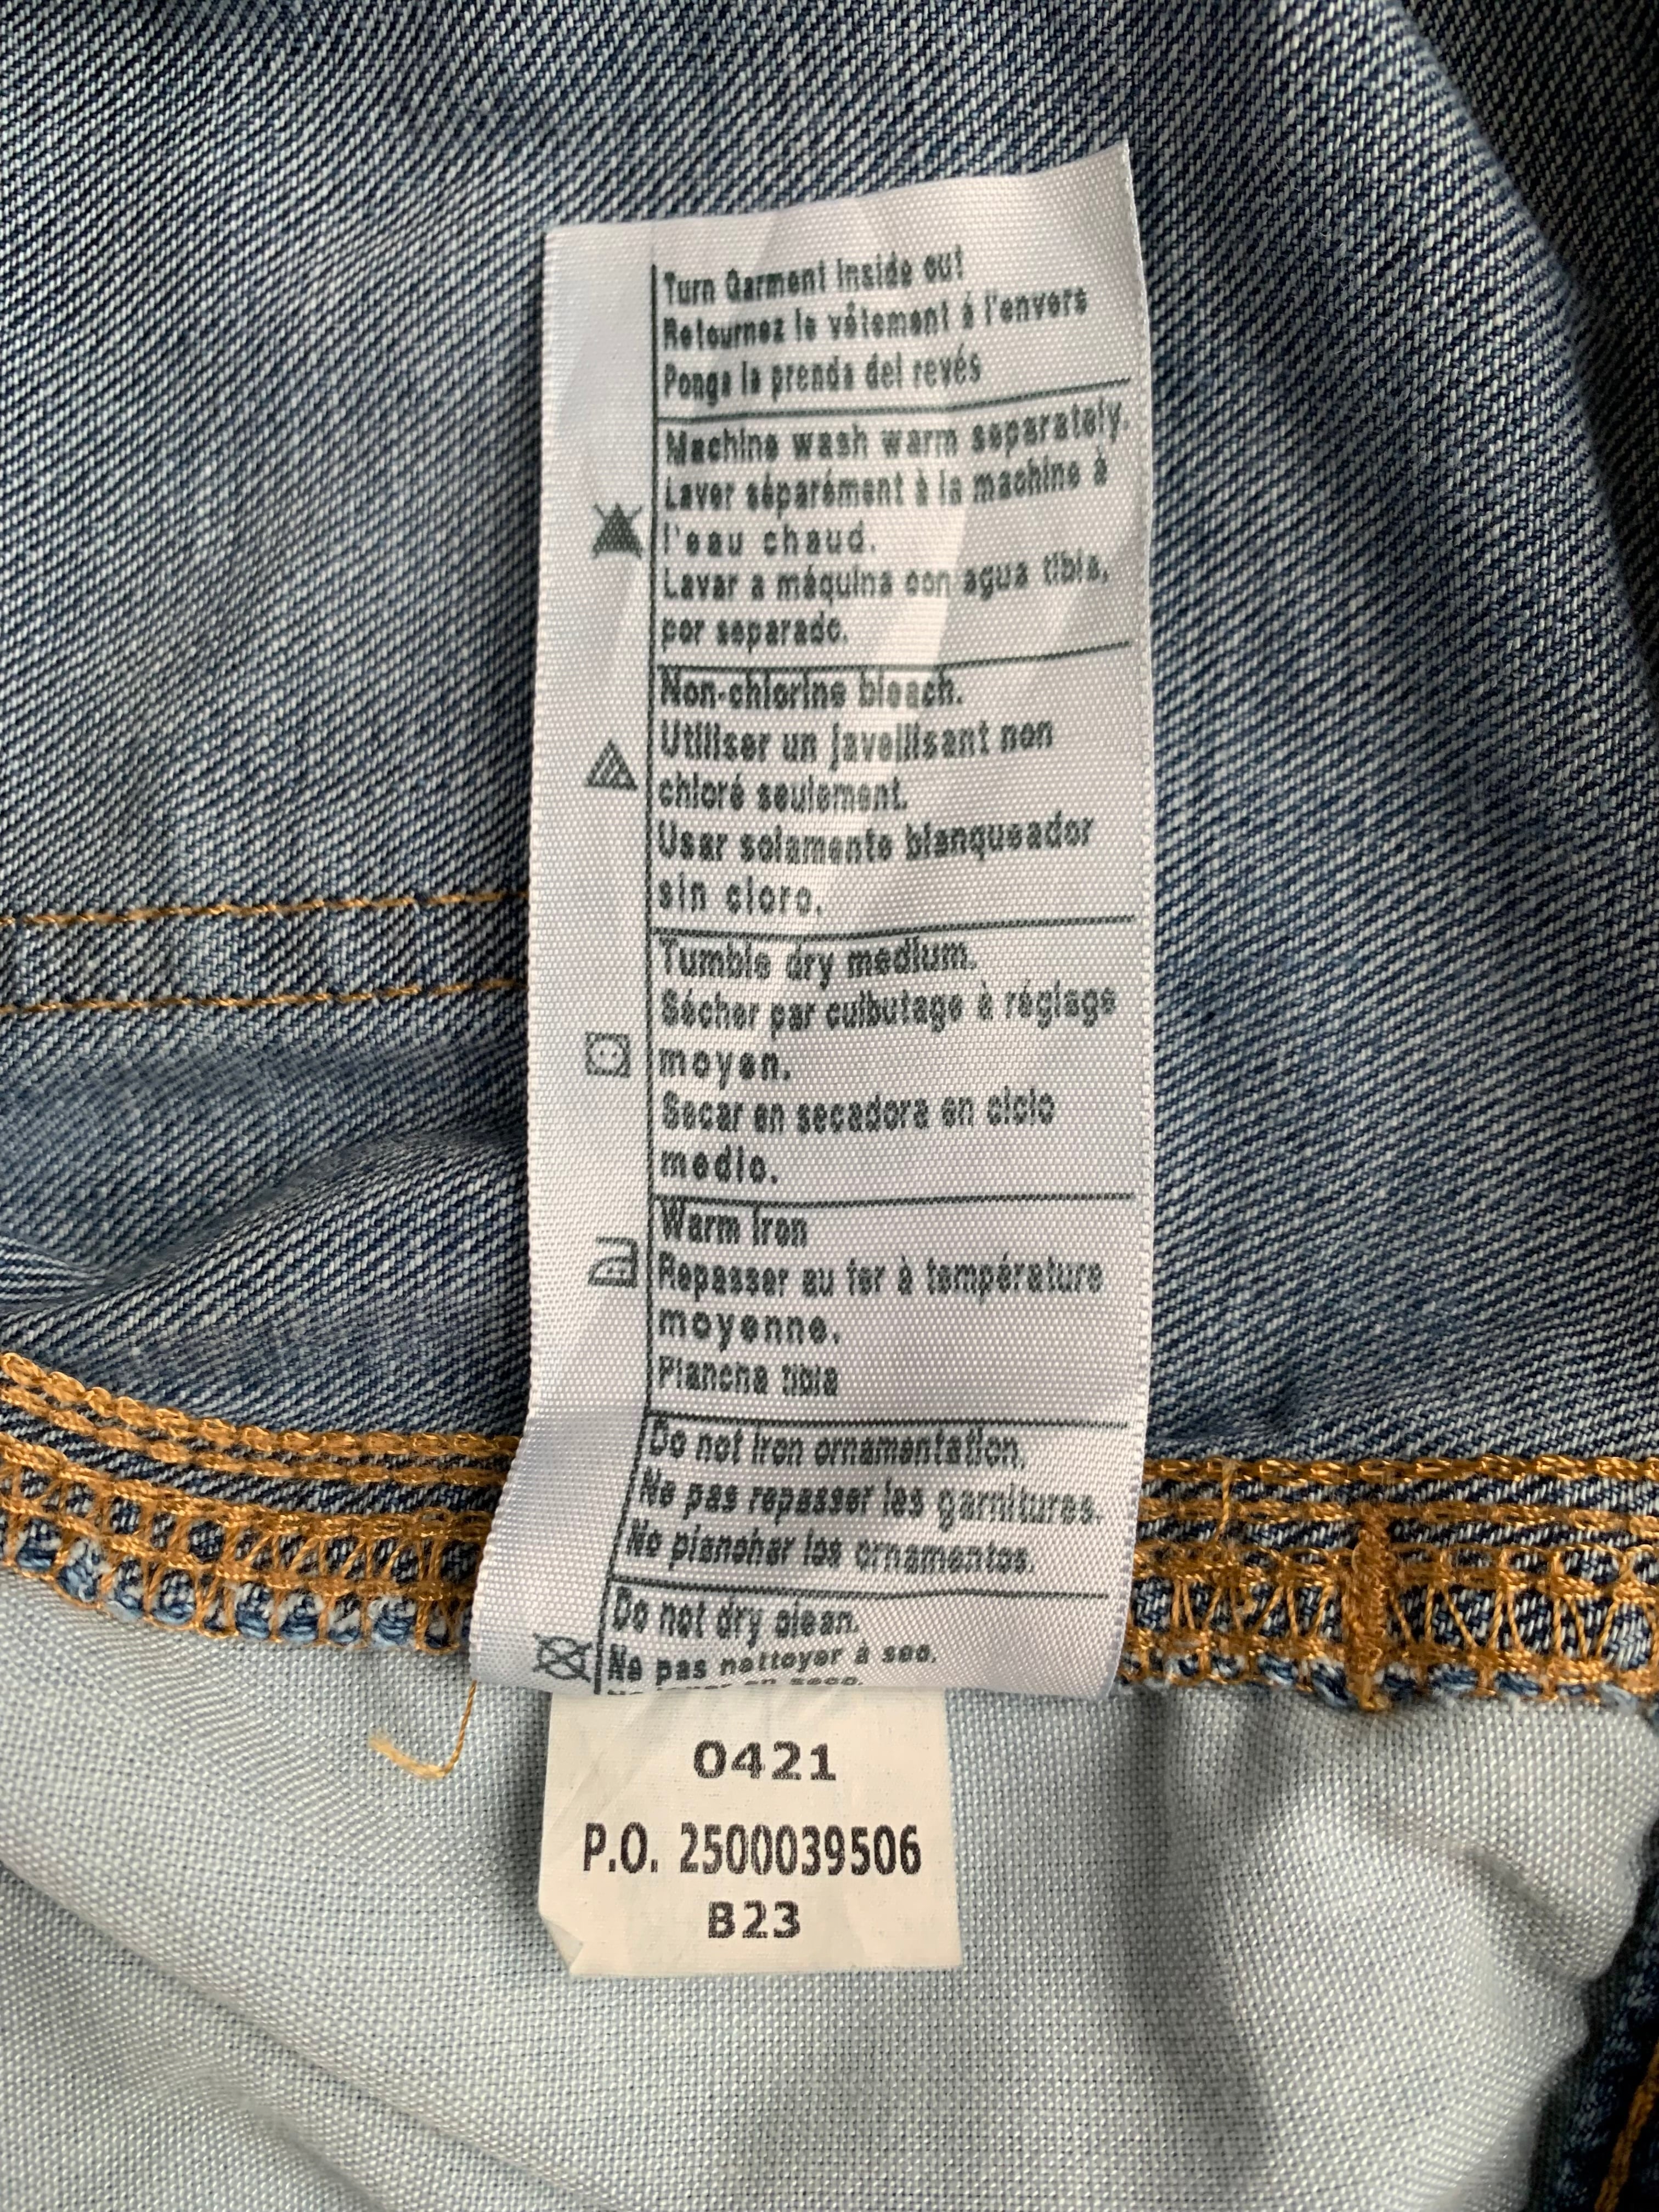 Turn Garment inside out
Retournez le vêtement á l'envers
Ponga la prenda del revés
Machine wash warm separately.
Laver séparément à la machine à
l'eau chaud.
Lavar a máquina con agua tibia,
por separado.
Non-chlorine bleach.
Utiliser un javellisant non
chloré seulement.
Usar solamente blanqueador
sin cloro.
Tumble dry medium.
Sécher par culbutage à réglage
moyen.
Secar en secadora en ciclo
medio.
Warm Iron
Repasser au fer à température
moyenne.
Plancha tibia
Do not iron ornamentation.
Ne pas repasser les garnitures.
No planchar los ornamentos.
Do not dry clean.
Ne pas nettoyer à sec.
en seco.
0421
P.O. 2500039506
B23